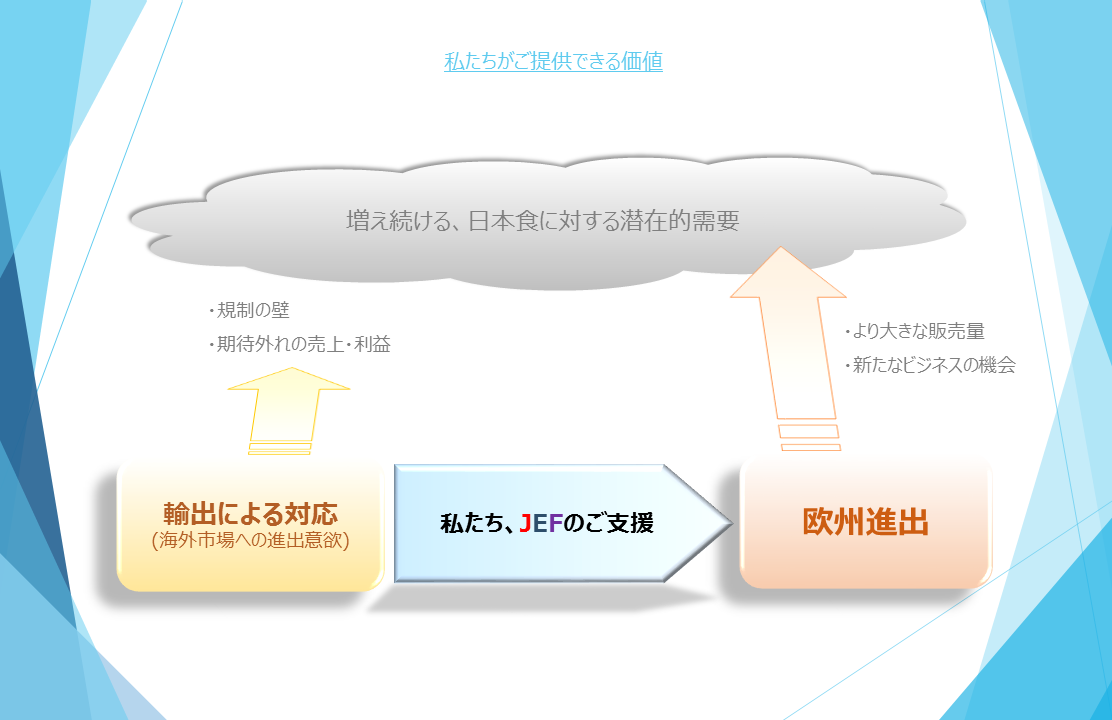 私たちがご提供できる価値
増え続ける、日本食に対する潜在的需要
・規制の壁
・期待外れの売上・利益
・より大きな販売量
・新たなビジネスの機会
輸出による対応
(海外市場への進出意欲)
私たち、JEFのご支援
欧州進出